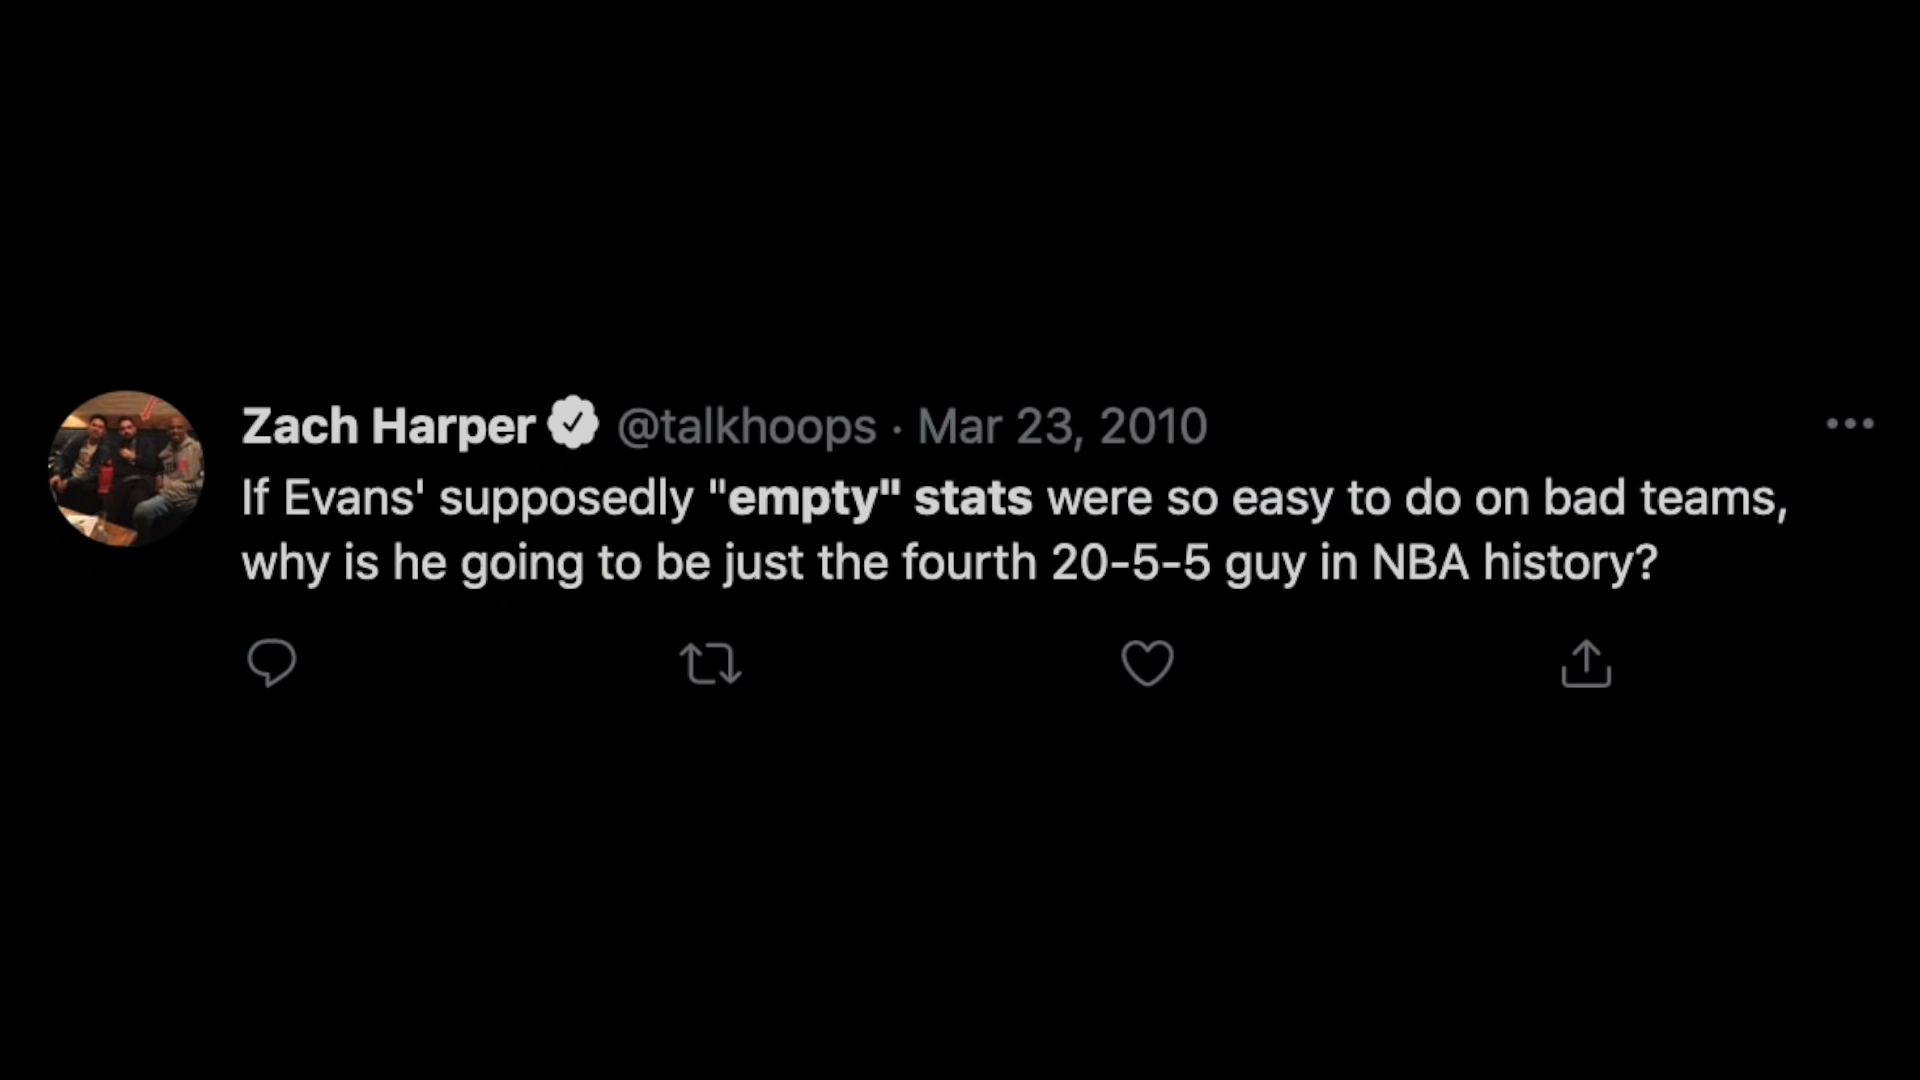 Zach Harper @talkhoops · Mar 23, 2010
If Evans' supposedly "empty" stats were so easy to do on bad teams,
why is he going to be just the fourth 20-5-5 guy in NBA history?